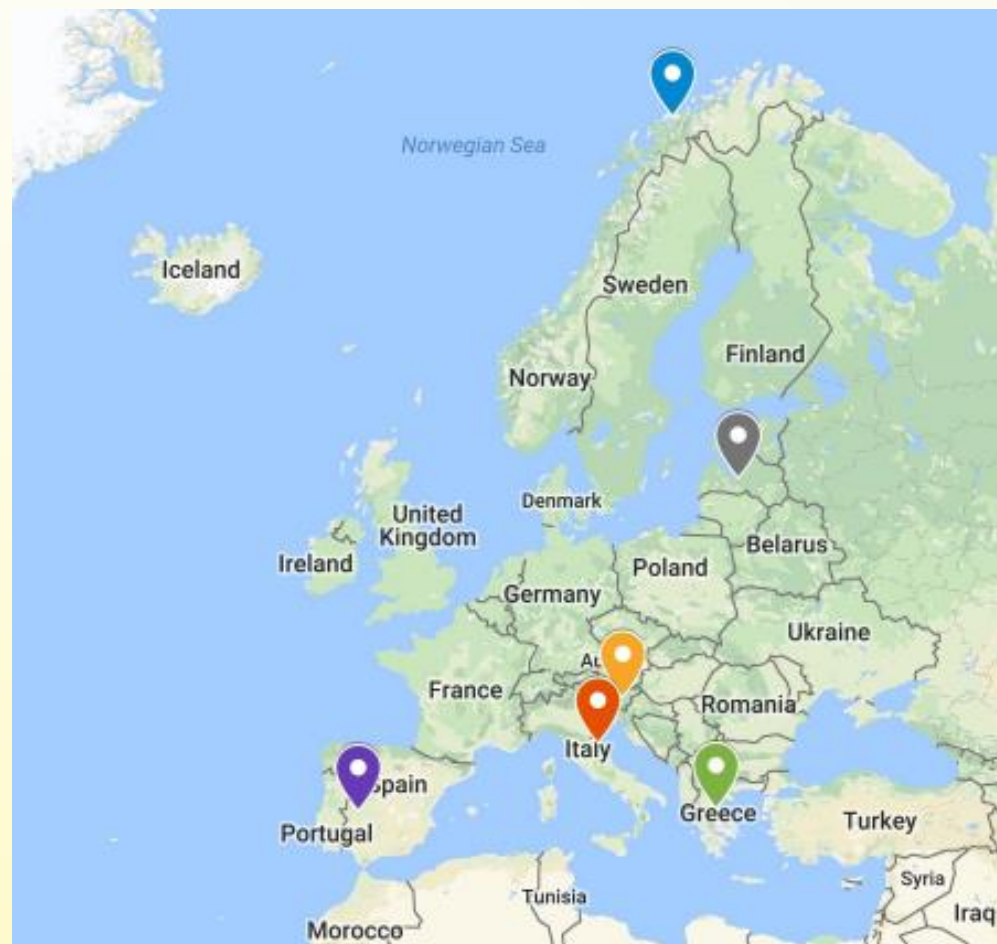 Norwegian Sea
Iceland
Sweden
Finland
Norway
Denmark
United
Kingdom
Ireland
Belarus
Poland
Germany
Ukraine
Au
France
Romania
Italy
Spain
Greece
Portugal
Turkey
Syria
Tunisia
Iraq
Morocco